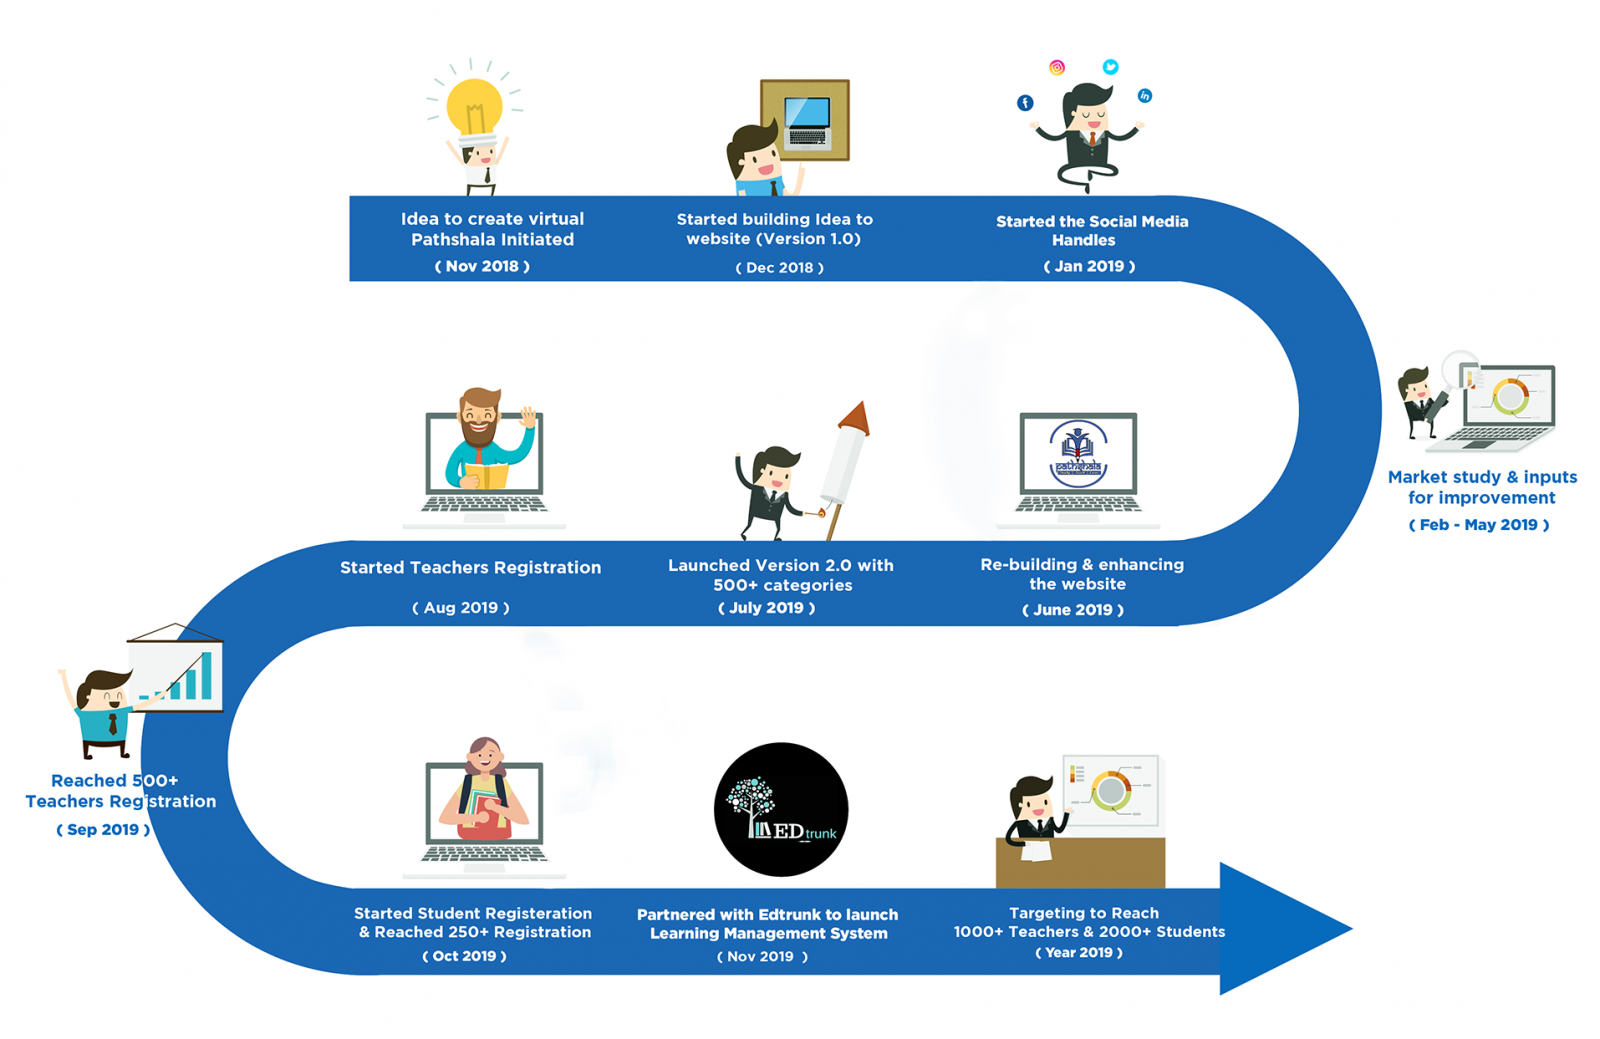 Idea to create virtual
Pathshala Initiated
( Nov 2018 )
Started building Idea to
website (Version 1.0)
( Dec 2018 )
Started the Social Media
Handles
( Jan 2019 )
Market study & inputs
for improvement
( Feb - May 2019 )
pathshala
Re-building & enhancing
the website
( June 2019 )
Launched Version 2.0 with
500+ categories
( July 2019 )
Started Teachers Registration
( Aug 2019 )
Reached 500+
Teachers Registration
( Sep 2019 )
Started Student Registeration
& Reached 250+ Registration
( Oct 2019 )
EDtrunk
Partnered with Edtrunk to launch
Learning Management System
( Nov 2019 )
Targeting to Reach
1000+ Teachers & 2000+ Students
( Year 2019 )